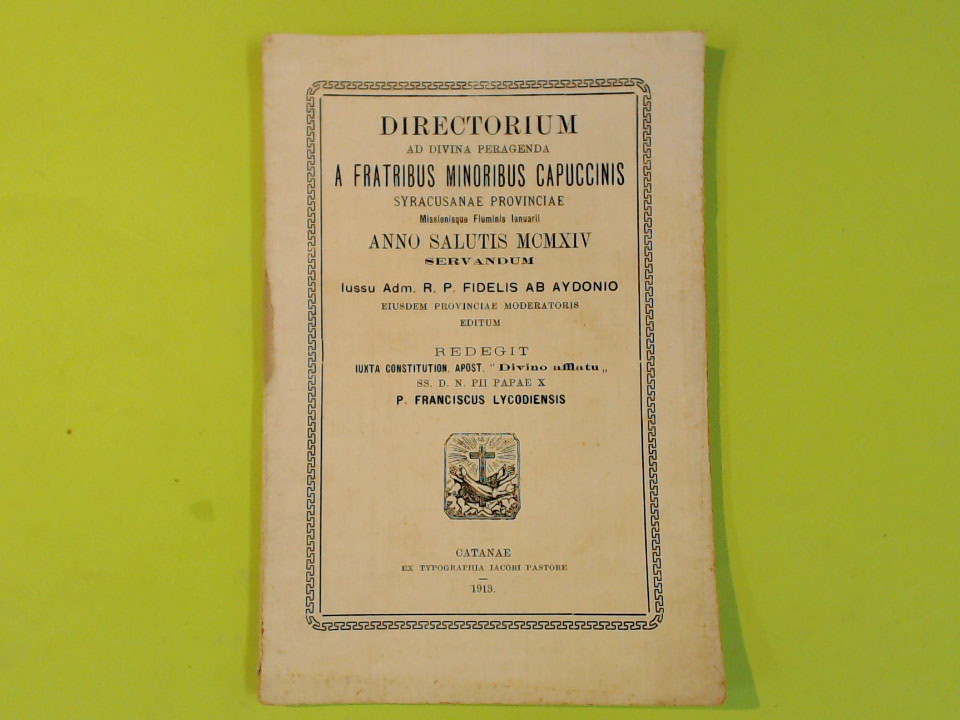 DIRECTORIUM
AD DIVINA PERAGENDA
A FRATRIBUS MINORIBUS CAPUCCINIS
SYRACUSANAE PROVINCIAE
Missionisque Fluminis Ianuarii
ANNO SALUTIS MCMXIV
SERVANDUM
Iussu Adm. R. P. FIDELIS AB AYDONIO
EIUSDEM PROVINCIAE MODERATORIS
EDITUM
REDEGIT
IUXTA CONSTITUTION. APOST. " Divino afflatu „
SS. D. N. PII PAPAE X
P. FRANCISCUS LYCODIENSIS
CATANAE
EX TYPOGRAPHIA IACOBI PASTORE
1913.